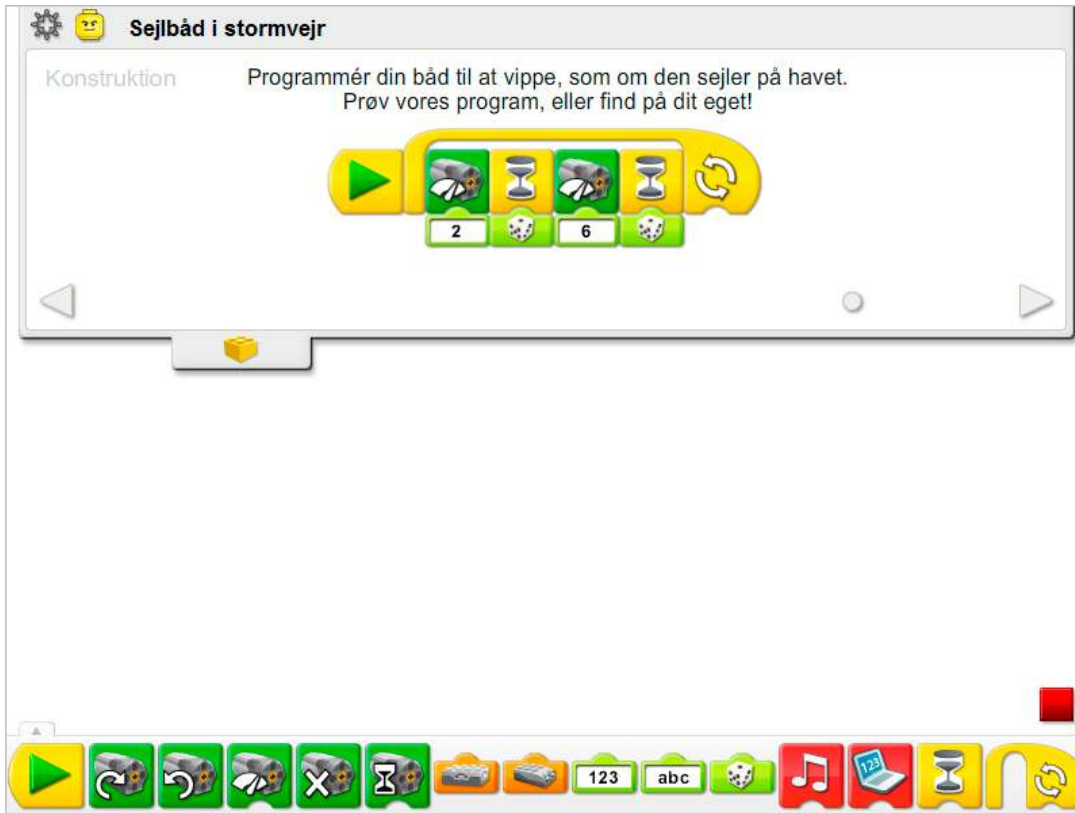 Sejlbåd i stormvejr
Konstruktion
Programmér din båd til at vippe, som om den sejler på havet.
Prøv vores program, eller find på dit eget!
2 6
123 abc 123